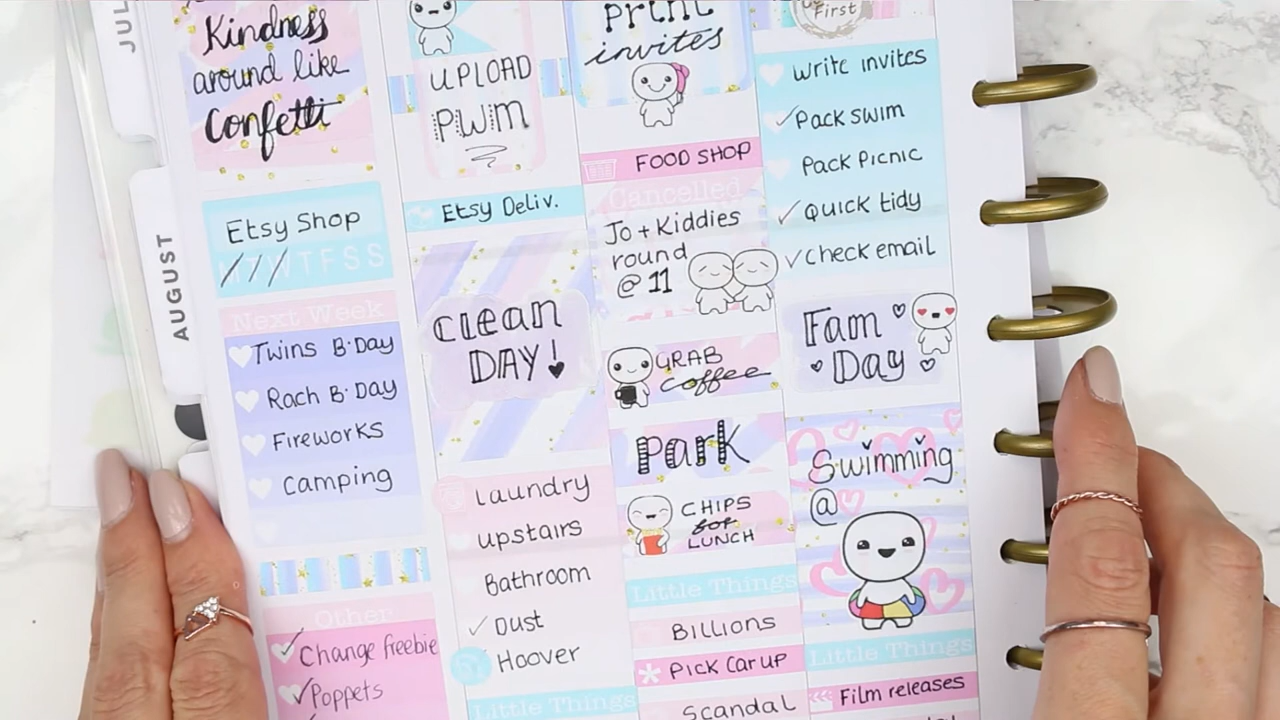 JUL
AUGUST
Kindness
around like
Confetti
Etsy Shop
M T W T F S S
Next Week
Twins B·Day
Rach B·Day
Fireworks
Camping
Other
Change freebie
Poppets
UPLOAD
PWM
Etsy Deliv.
clean
DAY!
Laundry
upstairs
Bathroom
Dust
Hoover
Little Things
print
invites
FOOD SHOP
Cancelled
Jo + Kiddies
round
@ 11
GRAB
coffee
park
CHIPS
for
LUNCH
Little Things
Billions
Pick car up
Scandal
First
Write invites
Pack swim
Pack Picnic
Quick tidy
Check email
Fam
Day
Swimming
@
Little Things
Film releases